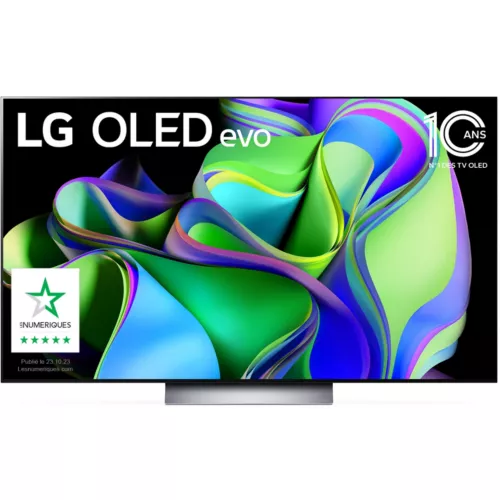 LG OLED evo
10 ANS
N°1 DES TV OLED
LES NUMERIQUES
Publié le 23.10.23
Lesnumeriques.com